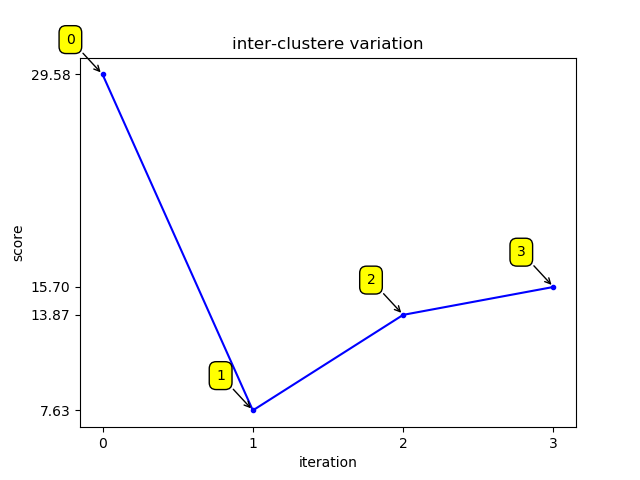 inter-clustere variation
0
29.58
3
15.70
2
13.87
1
7.63
score
0 1 2 3
iteration